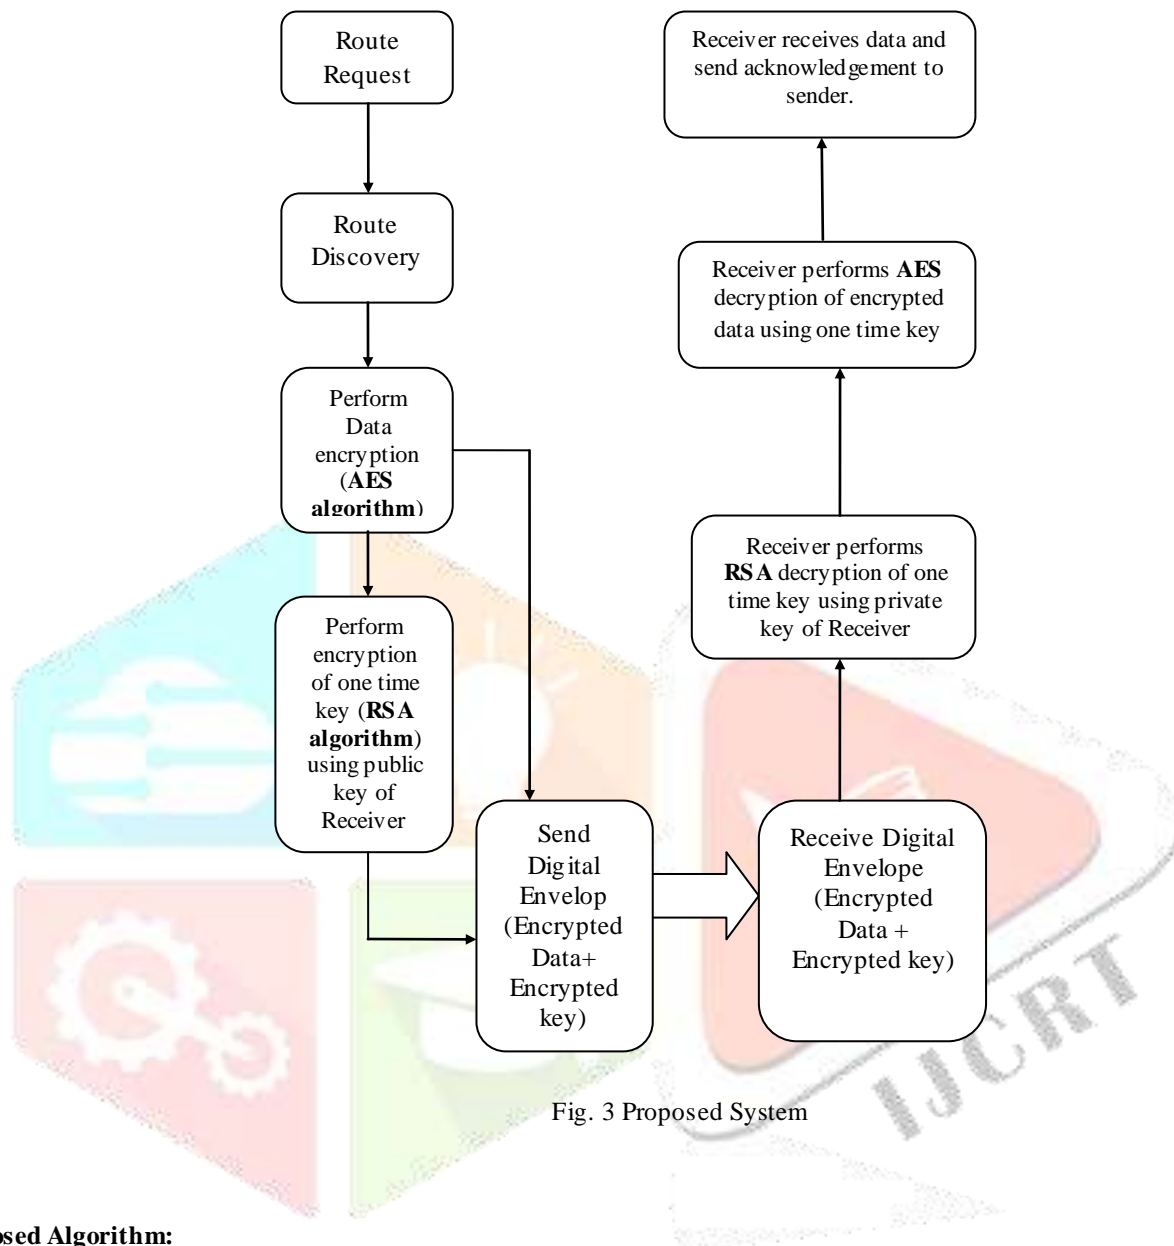 Route
Request
Route
Discovery
Perform
Data
encryption
(AES
algorithm)
Perform
encryption
of one time
key (RSA
algorithm)
using public
key of
Receiver
Send
Digital
Envelop
(Encrypted
Data+
Encrypted
key)
Receive Digital
Envelope
(Encrypted
Data +
Encrypted key)
Receiver performs
RSA decryption of one
time key using private
key of Receiver
Receiver performs AES
decryption of encrypted
data using one time key
Receiver receives data and
send acknowledgement to
sender.
IJCRT
Fig. 3 Proposed System
osed Algorithm: